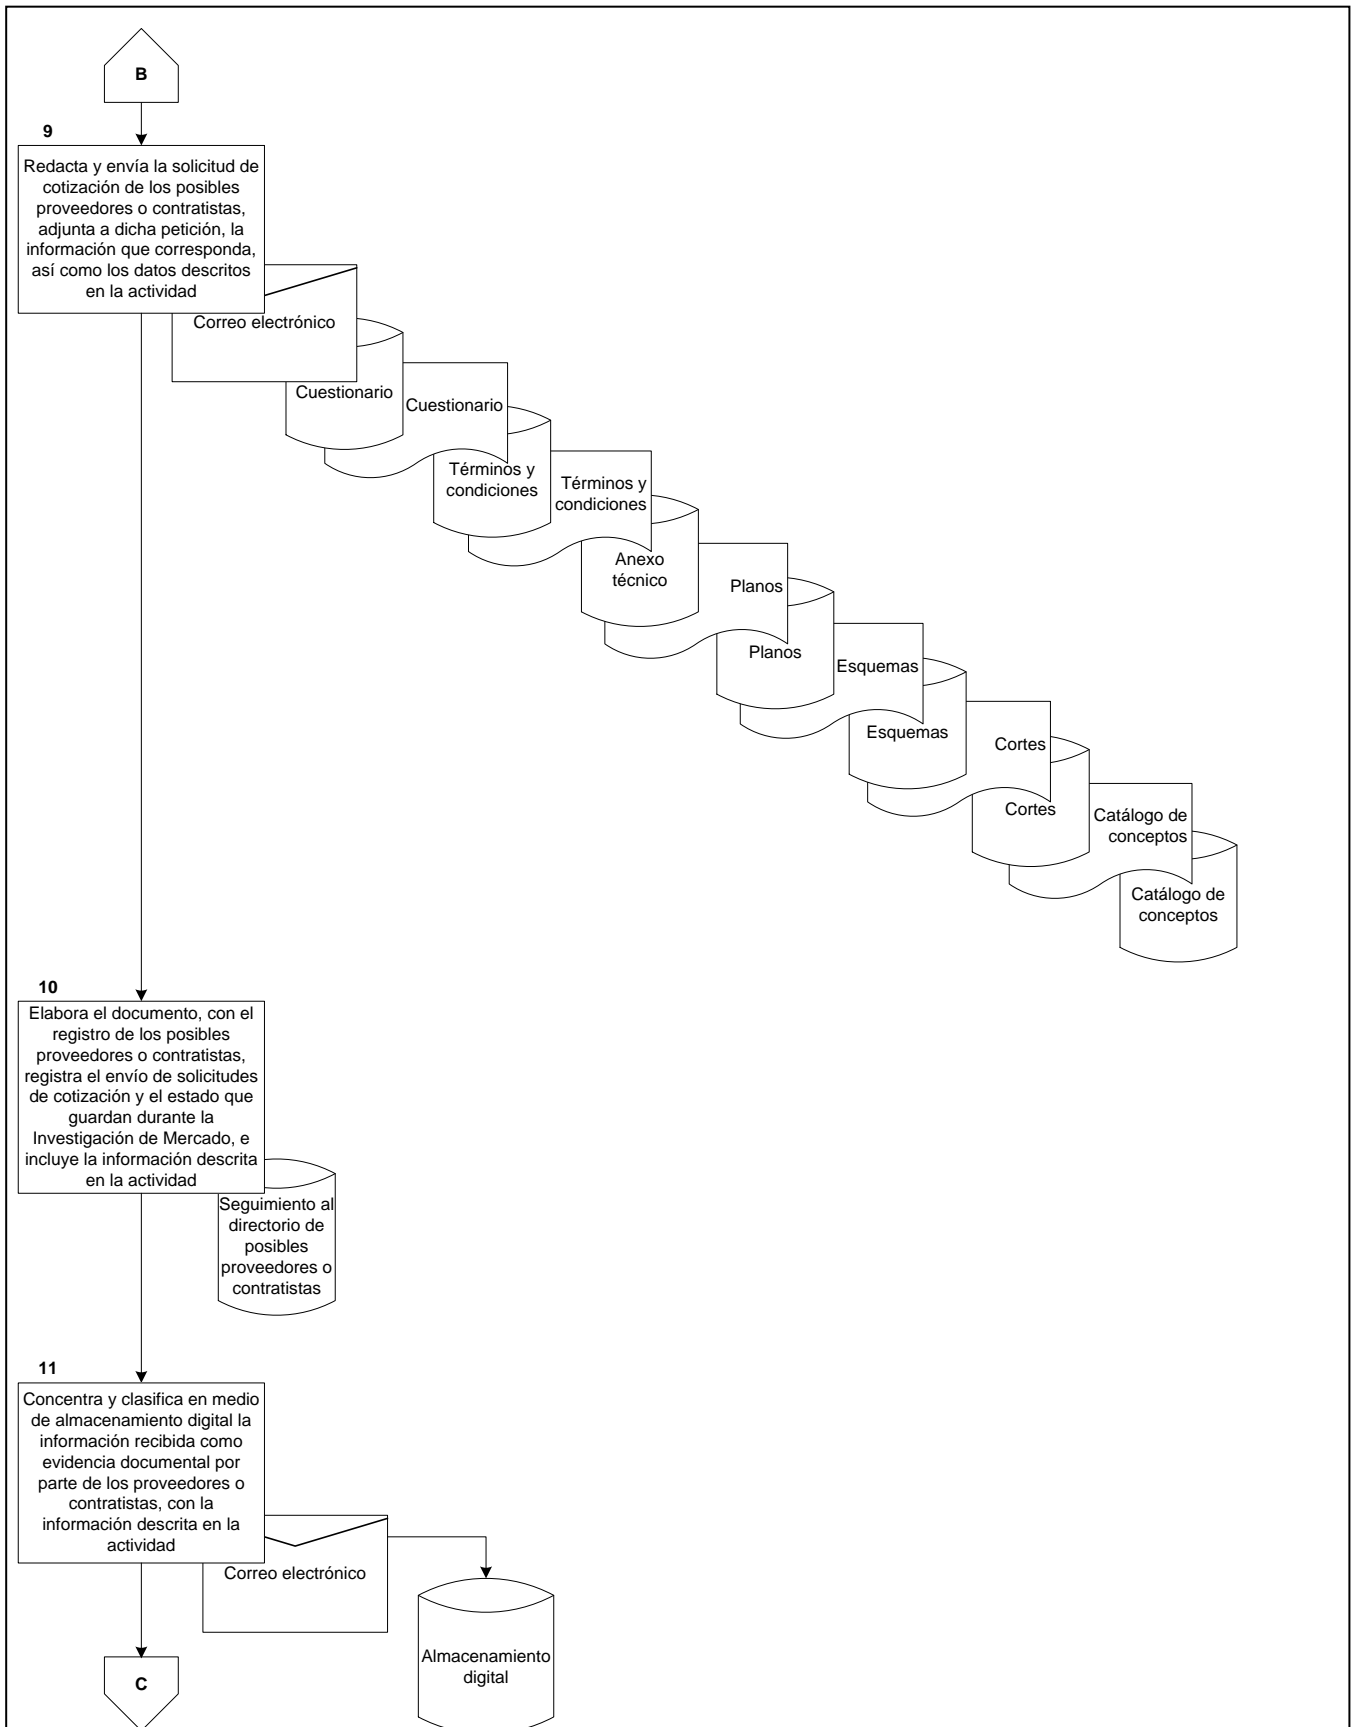 B
9
Redacta y envía la solicitud de
cotización de los posibles
proveedores o contratistas,
adjunta a dicha petición, la
información que corresponda,
así como los datos descritos
en la actividad
Correo electrónico
Cuestionario
Cuestionario
Términos y
condiciones
Términos y
condiciones
Anexo
técnico
Planos
Planos
Esquemas
Esquemas
Cortes
Cortes
Catálogo de
conceptos
Catálogo de
conceptos
10
Elabora el documento, con el
registro de los posibles
proveedores o contratistas,
registra el envío de solicitudes
de cotización y el estado que
guardan durante la
Investigación de Mercado, e
incluye la información descrita
en la actividad
Seguimiento al
directorio de
posibles
proveedores o
contratistas
11
Concentra y clasifica en medio
de almacenamiento digital la
información recibida como
evidencia documental por
parte de los proveedores o
contratistas, con la
información descrita en la
actividad
Correo electrónico
Almacenamiento
digital
C